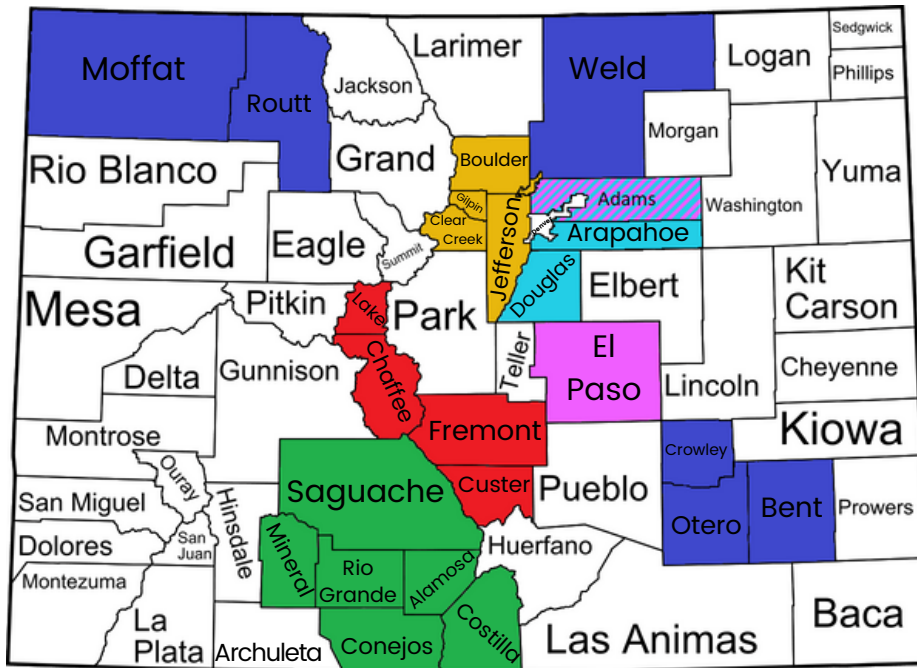 Moffat
Routt
Jackson
Larimer
Weld
Logan
Sedgwick
Phillips
Morgan
Rio Blanco
Grand
Boulder
Gilpin
Clear
Creek
Jefferson
Adams
Denver
Arapahoe
Washington
Yuma
Garfield
Eagle
Summit
Douglas
Elbert
Kit
Carson
Mesa
Pitkin
Lake
Park
Teller
El
Paso
Lincoln
Cheyenne
Delta
Gunnison
Chaffee
Fremont
Kiowa
Montrose
Ouray
Crowley
Saguache
Custer
Pueblo
Otero
Bent
Prowers
San Miguel
Hinsdale
San
Juan
Dolores
Mineral
Rio
Grande
Alamosa
Huerfano
Montezuma
La
Plata
Archuleta
Conejos
Costilla
Las Animas
Baca